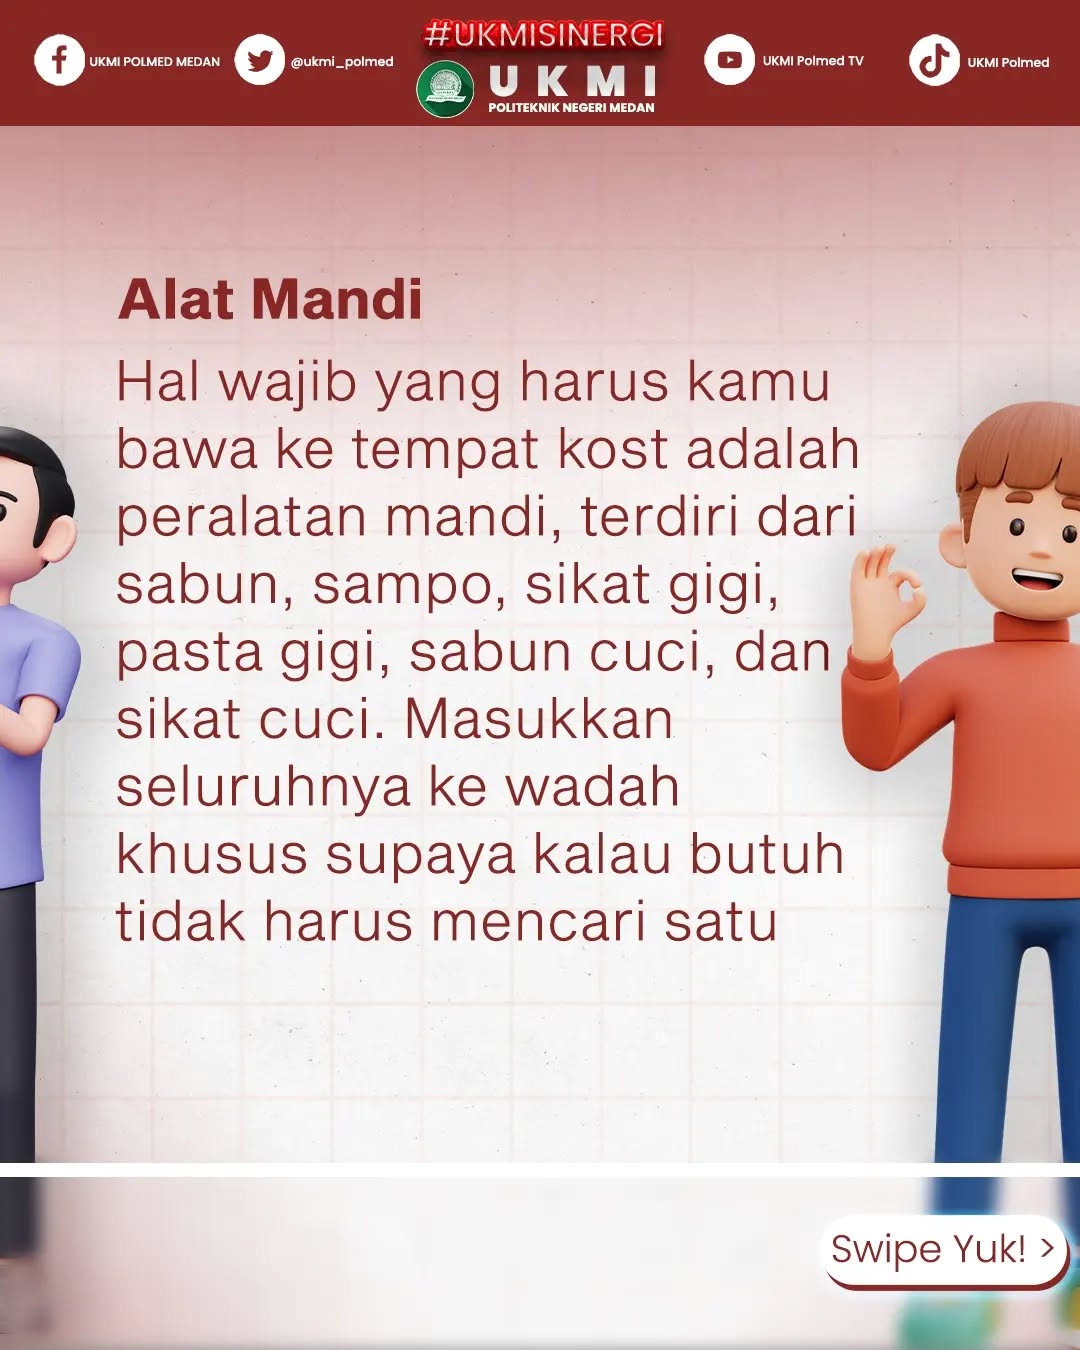 #UKMISINERGI
UKMI POLMED MEDAN
@ukmi_polmed
UKMI
POLITEKNIK NEGERI MEDAN
UKMI Polmed TV
UKMI Polmed
Alat Mandi
Hal wajib yang harus kamu
bawa ke tempat kost adalah
peralatan mandi, terdiri dari
sabun, sampo, sikat gigi,
pasta gigi, sabun cuci, dan
sikat cuci. Masukkan
seluruhnya ke wadah
khusus supaya kalau butuh
tidak harus mencari satu
Swipe Yuk! >